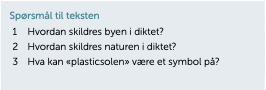 Spørsmål til teksten
1 Hvordan skildres byen i diktet?
2 Hvordan skildres naturen i diktet?
3 Hva kan «plasticsolen» være et symbol på?